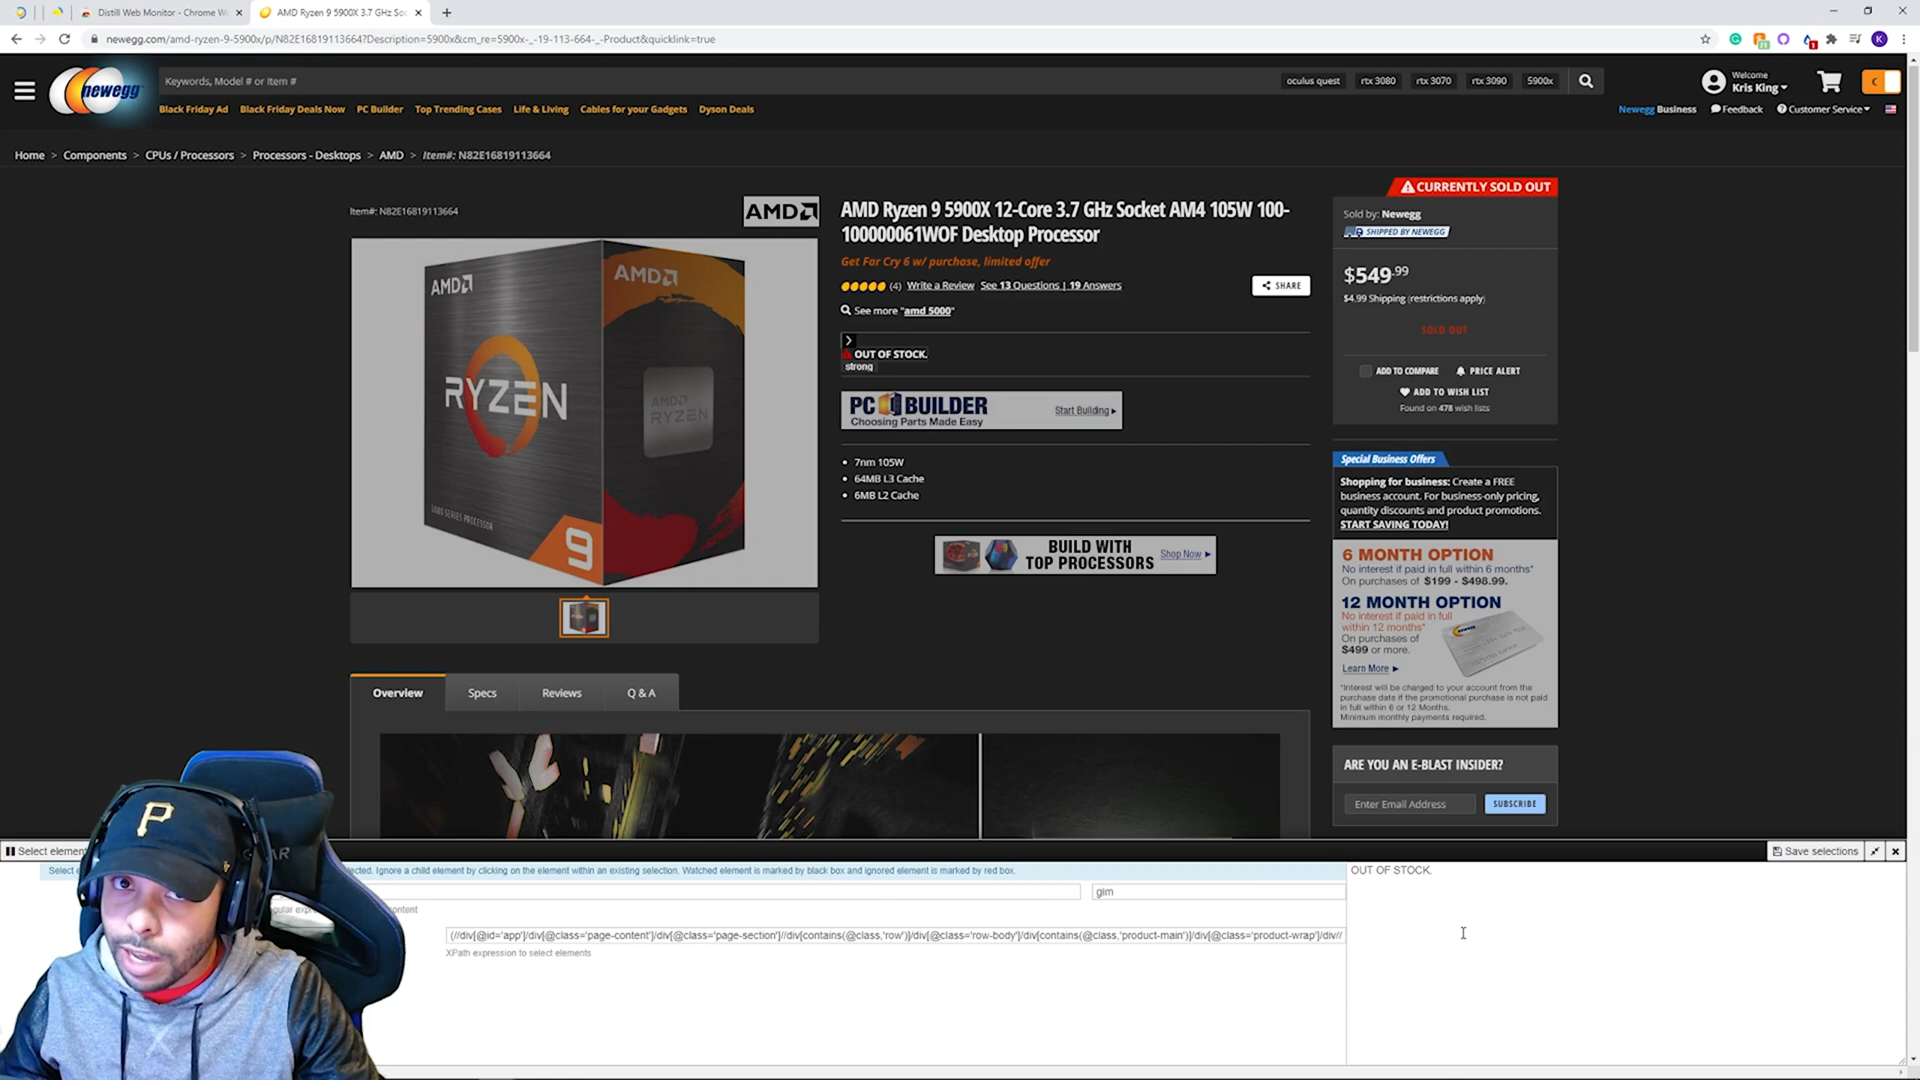 Distill Web Monitor - Chrome W
AMD Ryzen 9 5900X 3.7 GHz Soc
newegg.com/amd-ryzen-9-5900x/p/N82E16819113664?Description=5900x&cm_re=5900x-_-19-113-664-_-Product&quicklink=true
K
newegg
Keywords, Model # or Item #
oculus quest
rtx 3080
rtx 3070
rtx 3090
5900x
Welcome
Kris King
Black Friday Ad
Black Friday Deals Now
PC Builder
Top Trending Cases
Life & Living
Cables for your Gadgets
Dyson Deals
Newegg Business
Feedback
Customer Service
Home > Components > CPUs / Processors > Processors - Desktops > AMD > Item#: N82E16819113664
Item#: N82E16819113664
AMD
AMD
AMD
RYZEN
AMD
RYZEN
5000 SERIES PROCESSOR
9
AMD Ryzen 9 5900X 12-Core 3.7 GHz Socket AM4 105W 100-
100000061WOF Desktop Processor
Get Far Cry 6 w/ purchase, limited offer
(4) Write a Review See 13 Questions | 19 Answers
SHARE
See more "amd 5000"
OUT OF STOCK.
strong
PC BUILDER
Choosing Parts Made Easy
Start Building
• 7nm 105W
• 64MB L3 Cache
• 6MB L2 Cache
BUILD WITH
TOP PROCESSORS
Shop Now
CURRENTLY SOLD OUT
Sold by: Newegg
SHIPPED BY NEWEGG
$549.99
$4.99 Shipping (restrictions apply)
SOLD OUT
ADD TO COMPARE
PRICE ALERT
ADD TO WISH LIST
Found on 478 wish lists
Special Business Offers
Shopping for business: Create a FREE
business account. For business-only pricing,
quantity discounts and product promotions.
START SAVING TODAY!
6 MONTH OPTION
No interest if paid in full within 6 months*
On purchases of $199 - $498.99.
12 MONTH OPTION
No interest if paid in full
within 12 months*
On purchases of
$499 or more.
Learn More
*Interest will be charged to your account from the
purchase date if the promotional purchase is not paid
in full within 6 or 12 Months.
Minimum monthly payments required.
Overview
Specs
Reviews
Q & A
ARE YOU AN E-BLAST INSIDER?
Enter Email Address
SUBSCRIBE
P
Select elemen
Save selections
Select e
ected. Ignore a child element by clicking on the element within an existing selection. Watched element is marked by black box and ignored element is marked by red box.
gim
OUT OF STOCK.
gular expr
ontent
(//div[@id='app']/div[@class='page-content']/div[@class='page-section']//div[contains(@class,'row')]/div[@class='row-body']/div[contains(@class,'product-main')]/div[@class='product-wrap']/div//
XPath expression to select elements